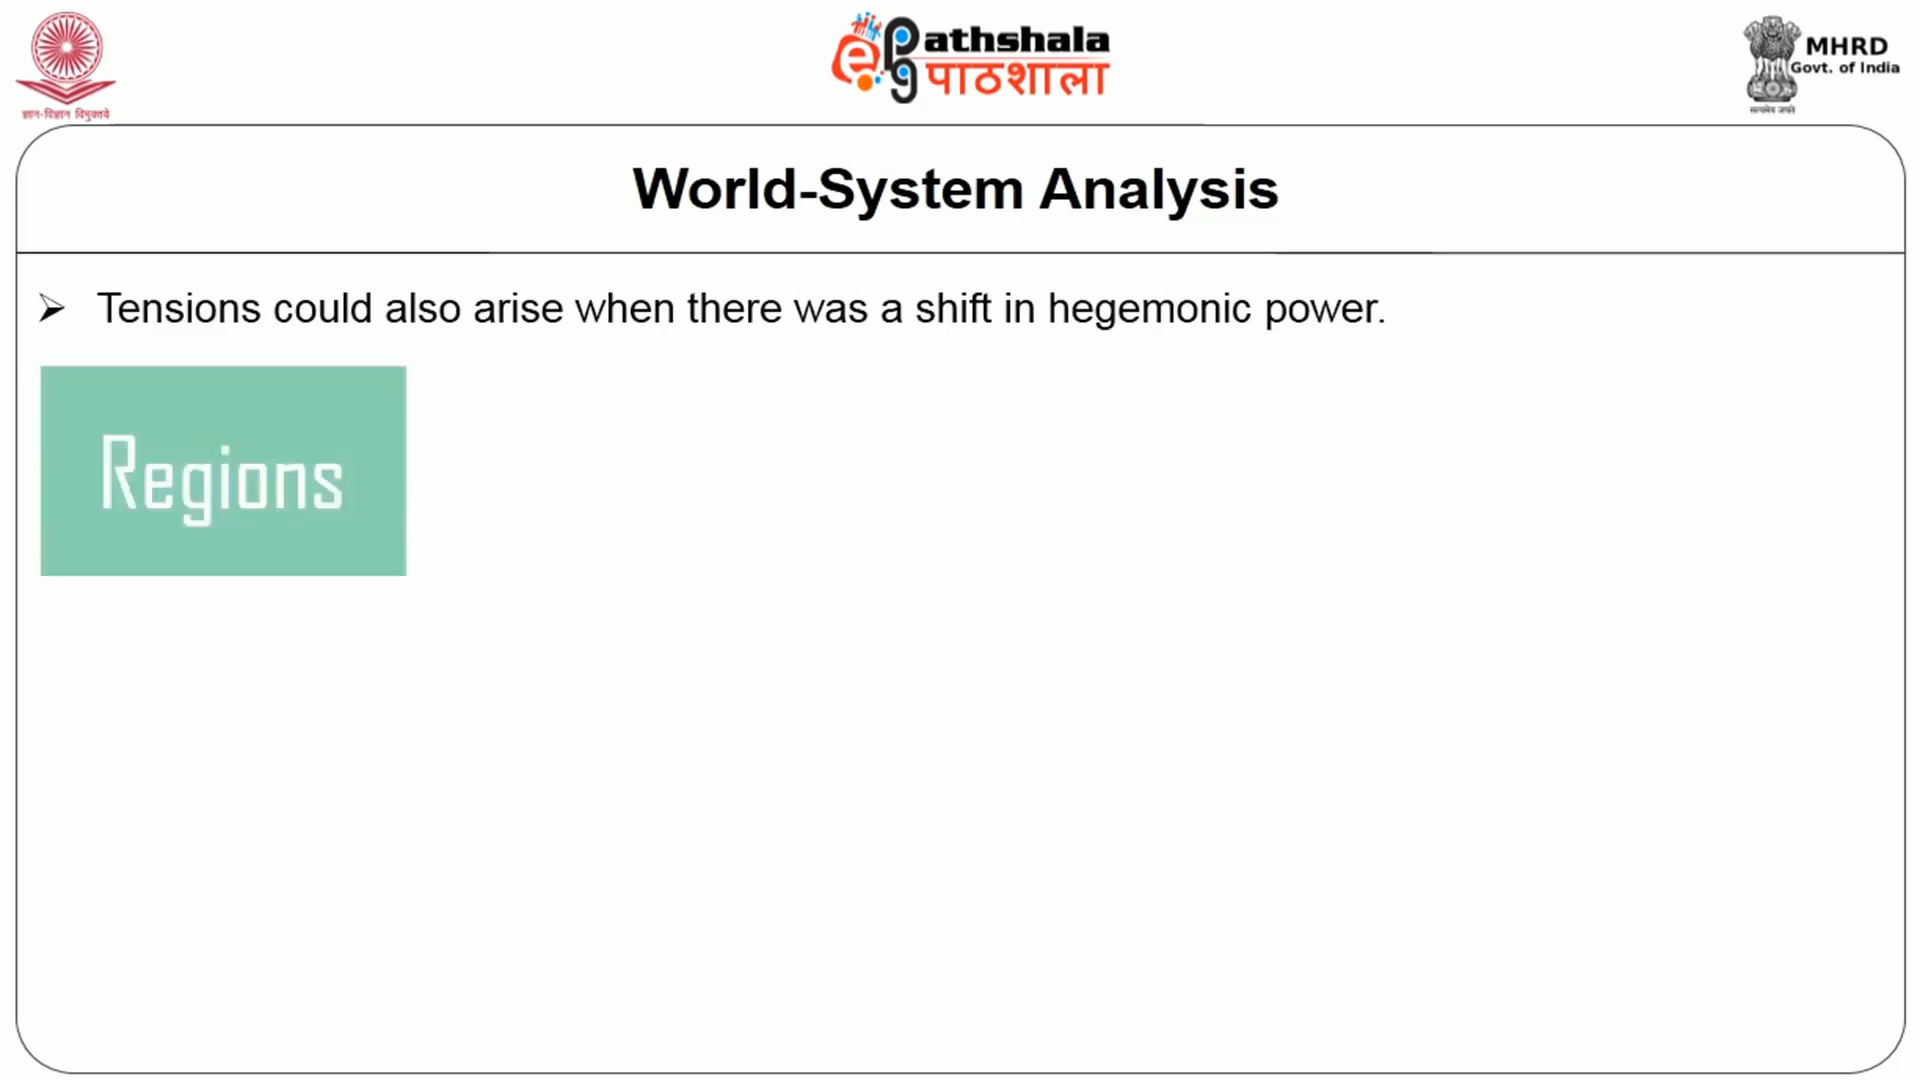 ज्ञान-विज्ञान विमुक्तये
epg Pathshala
पाठशाला
MHRD
Govt. of India
सत्यमेव जयते
World-System Analysis
➢ Tensions could also arise when there was a shift in hegemonic power.
Regions